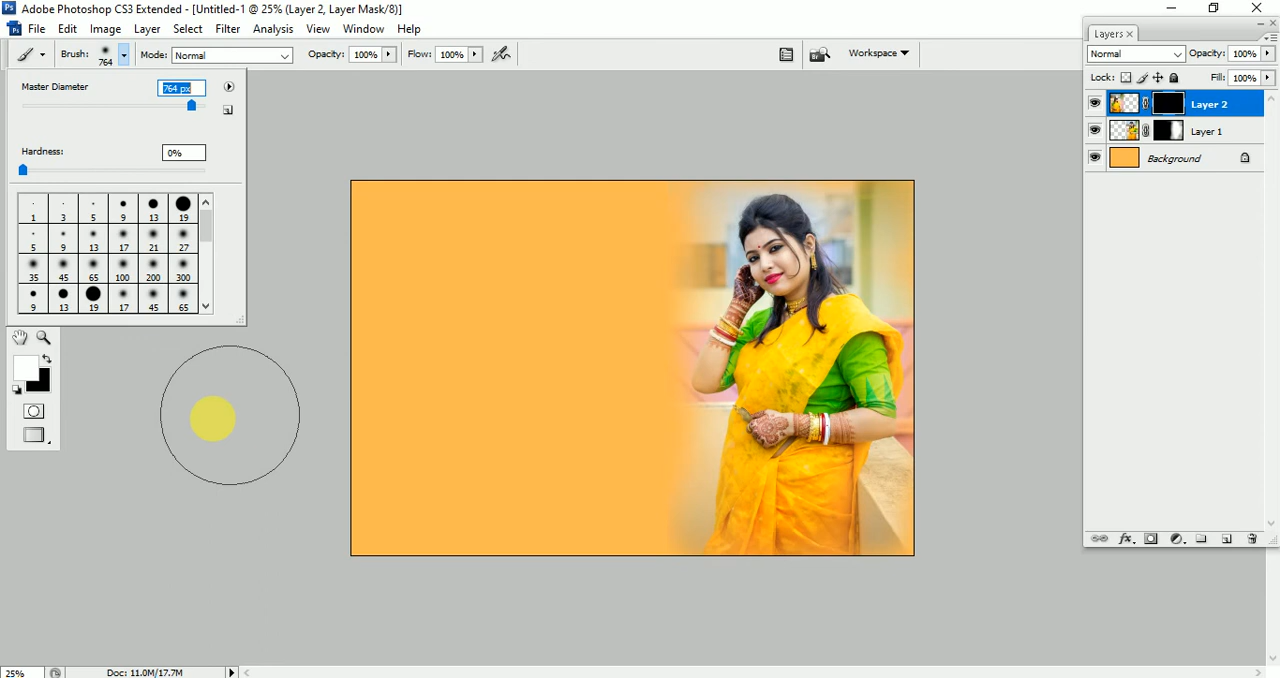 Adobe Photoshop CS3 Extended - [Untitled-1 @ 25% (Layer 2, Layer Mask/8)]
File Edit Image Layer Select Filter Analysis View Window Help
Brush: 764 Mode: Normal Opacity: 100% Flow: 100% Workspace
Master Diameter 764 px
Hardness: 0%
1 3 5 9 13 19
5 9 13 17 21 27
35 45 65 100 200 300
9 13 19 17 45 65
Layers
Normal Opacity: 100%
Lock: Fill: 100%
Layer 2
Layer 1
Background
25% Doc: 11.0M/17.7M